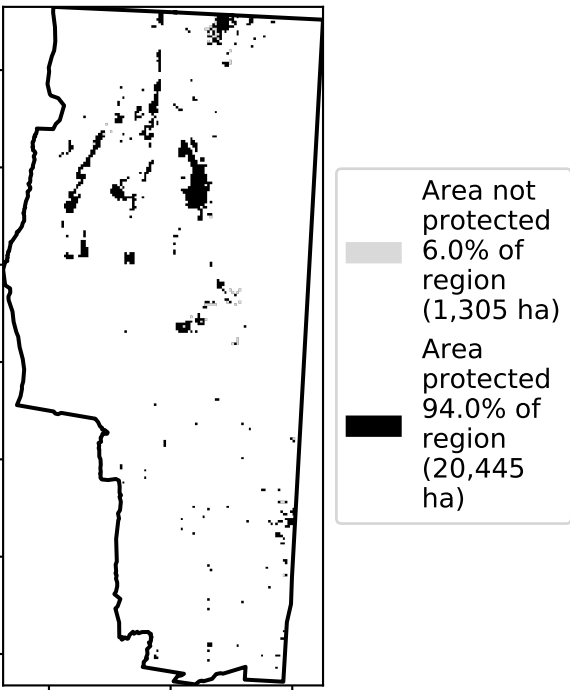 Area not
protected
6.0% of
region
(1,305 ha)
Area
protected
94.0% of
region
(20,445
ha)